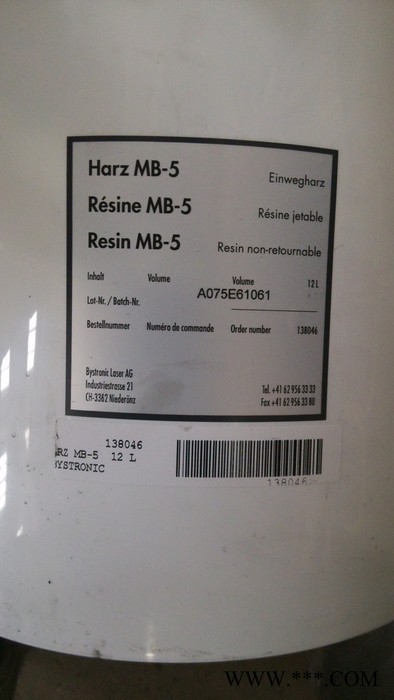 Harz MB-5 Einwegharz
Résine MB-5 Résine jetable
Resin MB-5 Resin non-retournable
Inhalt Volume Volume 12 L
Lot-Nr. / Batch-Nr. A075E61061
Bestellnummer Numéro de commande Order number 138046
Bystronic Laser AG
Industriestrasse 21 Tel. +41 62 956 33 33
CH-3362 Niederönz Fax +41 62 956 33 80
138046
RZ MB-5 12 L
YSTRONIC
138046
WWW.***.COM